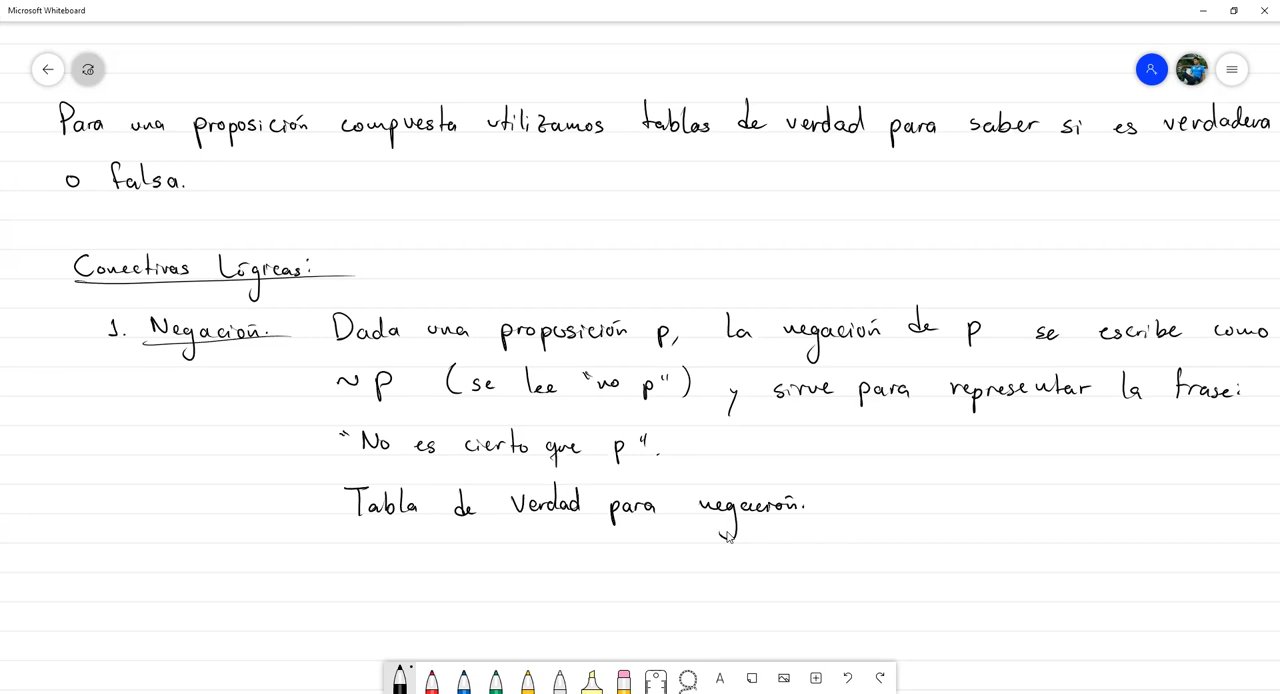 Microsoft Whiteboard
Para una proposición compuesta utilizamos tablas de verdad para saber si es verdadera
o falsa.
Conectivas Lógicas:
1. Negación. Dada una proposición p, la negación de p se escribe como
~p (se lee "no p") y sirve para representar la frase:
"No es cierto que p".
Tabla de Verdad para negación.
A